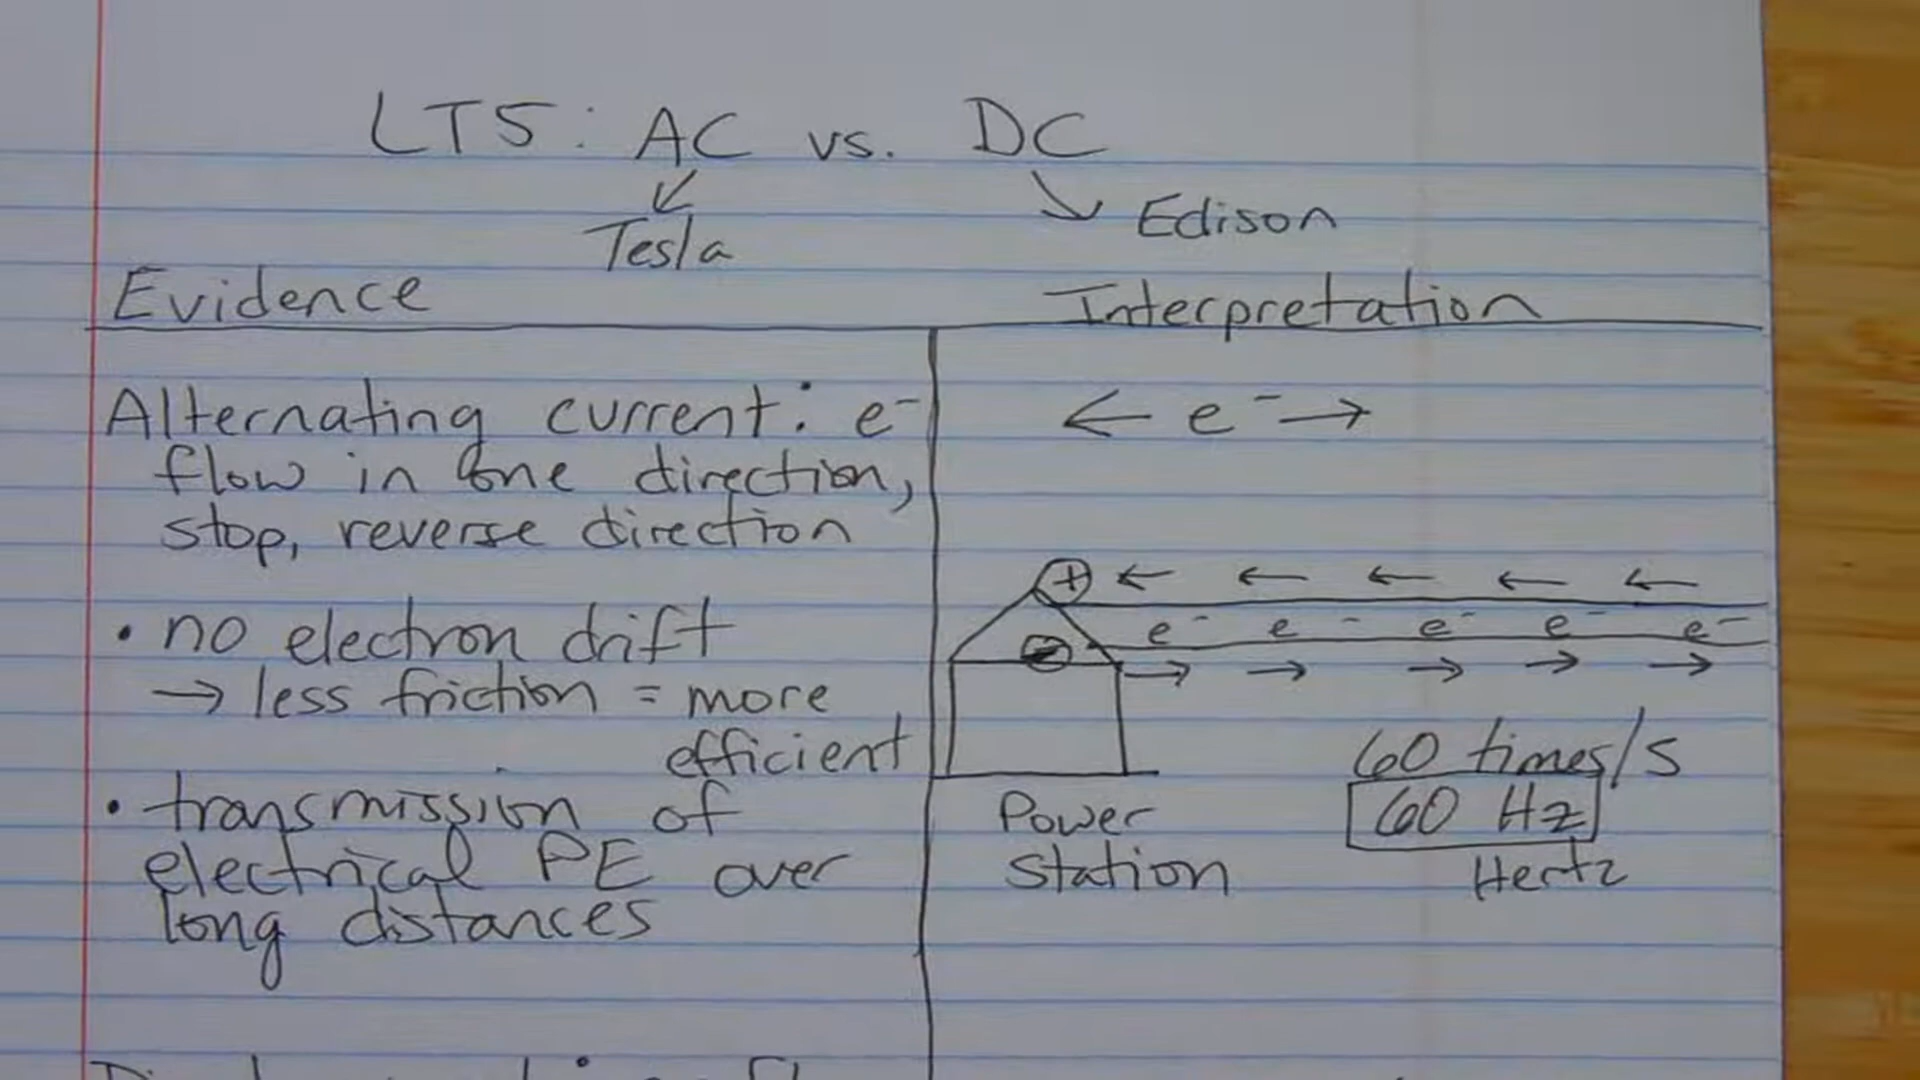 LT5: AC vs. DC
Tesla
Edison
Evidence
Interpretation
Alternating current: e⁻
flow in one direction,
stop, reverse direction
• no electron drift
→ less friction = more
efficient
• transmission of
electrical PE over
long distances
← e⁻ →
+ ← ← ← ← ←
e⁻ e⁻ e⁻ e⁻ e⁻
- → → → → →
60 times/s
60 Hz
Hertz
Power
Station